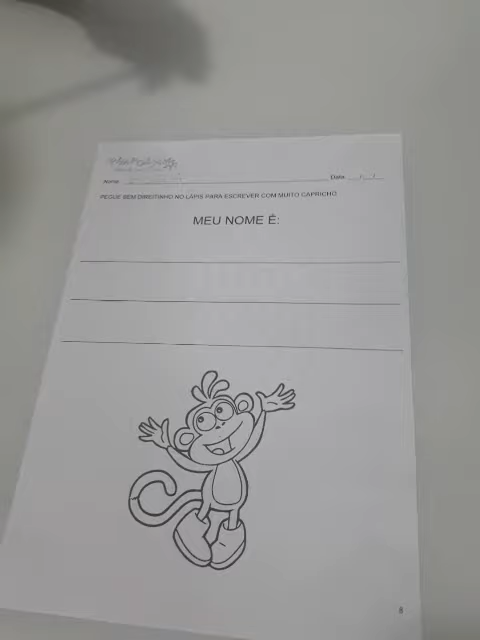 Nome
Data / /
PEGUE BEM DIREITINHO NO LÁPIS PARA ESCREVER COM MUITO CAPRICHO
MEU NOME É:
8